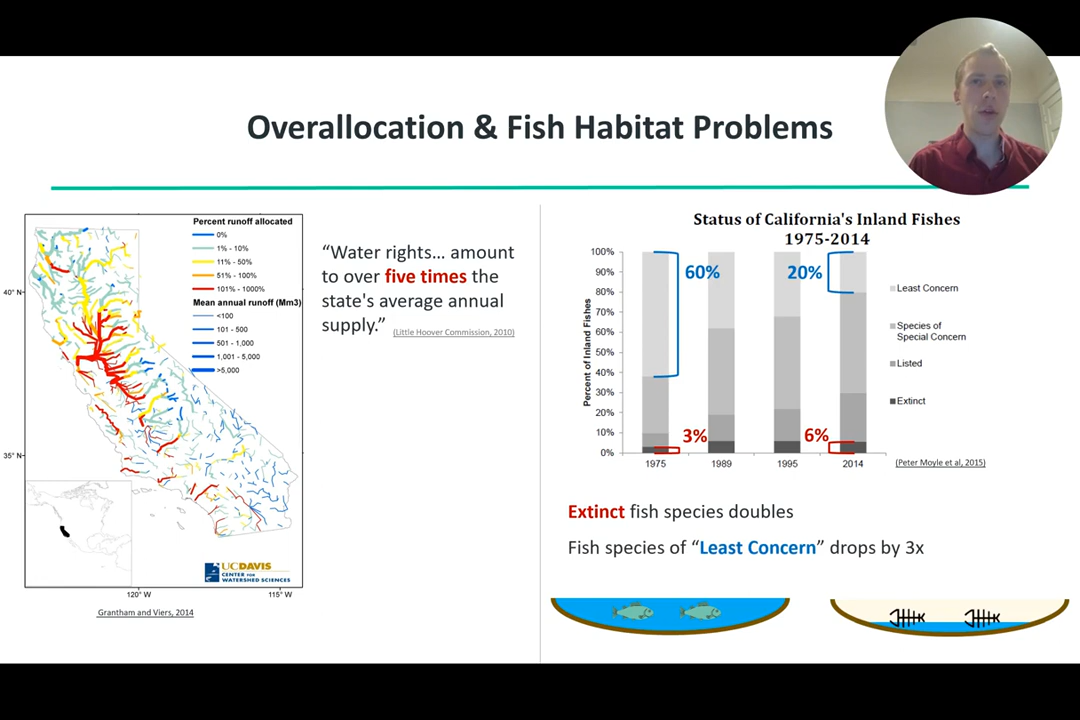 Overallocation & Fish Habitat Problems
Percent runoff allocated
0%
1% - 10%
11% - 50%
51% - 100%
101% - 1000%
Mean annual runoff (Mm3)
<100
101 - 500
501 - 1,000
1,001 - 5,000
>5,000
40° N
35° N
120° W
115° W
UCDAVIS
CENTER FOR
WATERSHED SCIENCES
Grantham and Viers, 2014
“Water rights… amount
to over five times the
state's average annual
supply.” (Little Hoover Commission, 2010)
Status of California's Inland Fishes
1975-2014
Percent of Inland Fishes
100%
90%
80%
70%
60%
50%
40%
30%
20%
10%
0%
60%
20%
3%
6%
1975
1989
1995
2014
Least Concern
Species of
Special Concern
Listed
Extinct
(Peter Moyle et al, 2015)
Extinct fish species doubles
Fish species of “Least Concern” drops by 3x